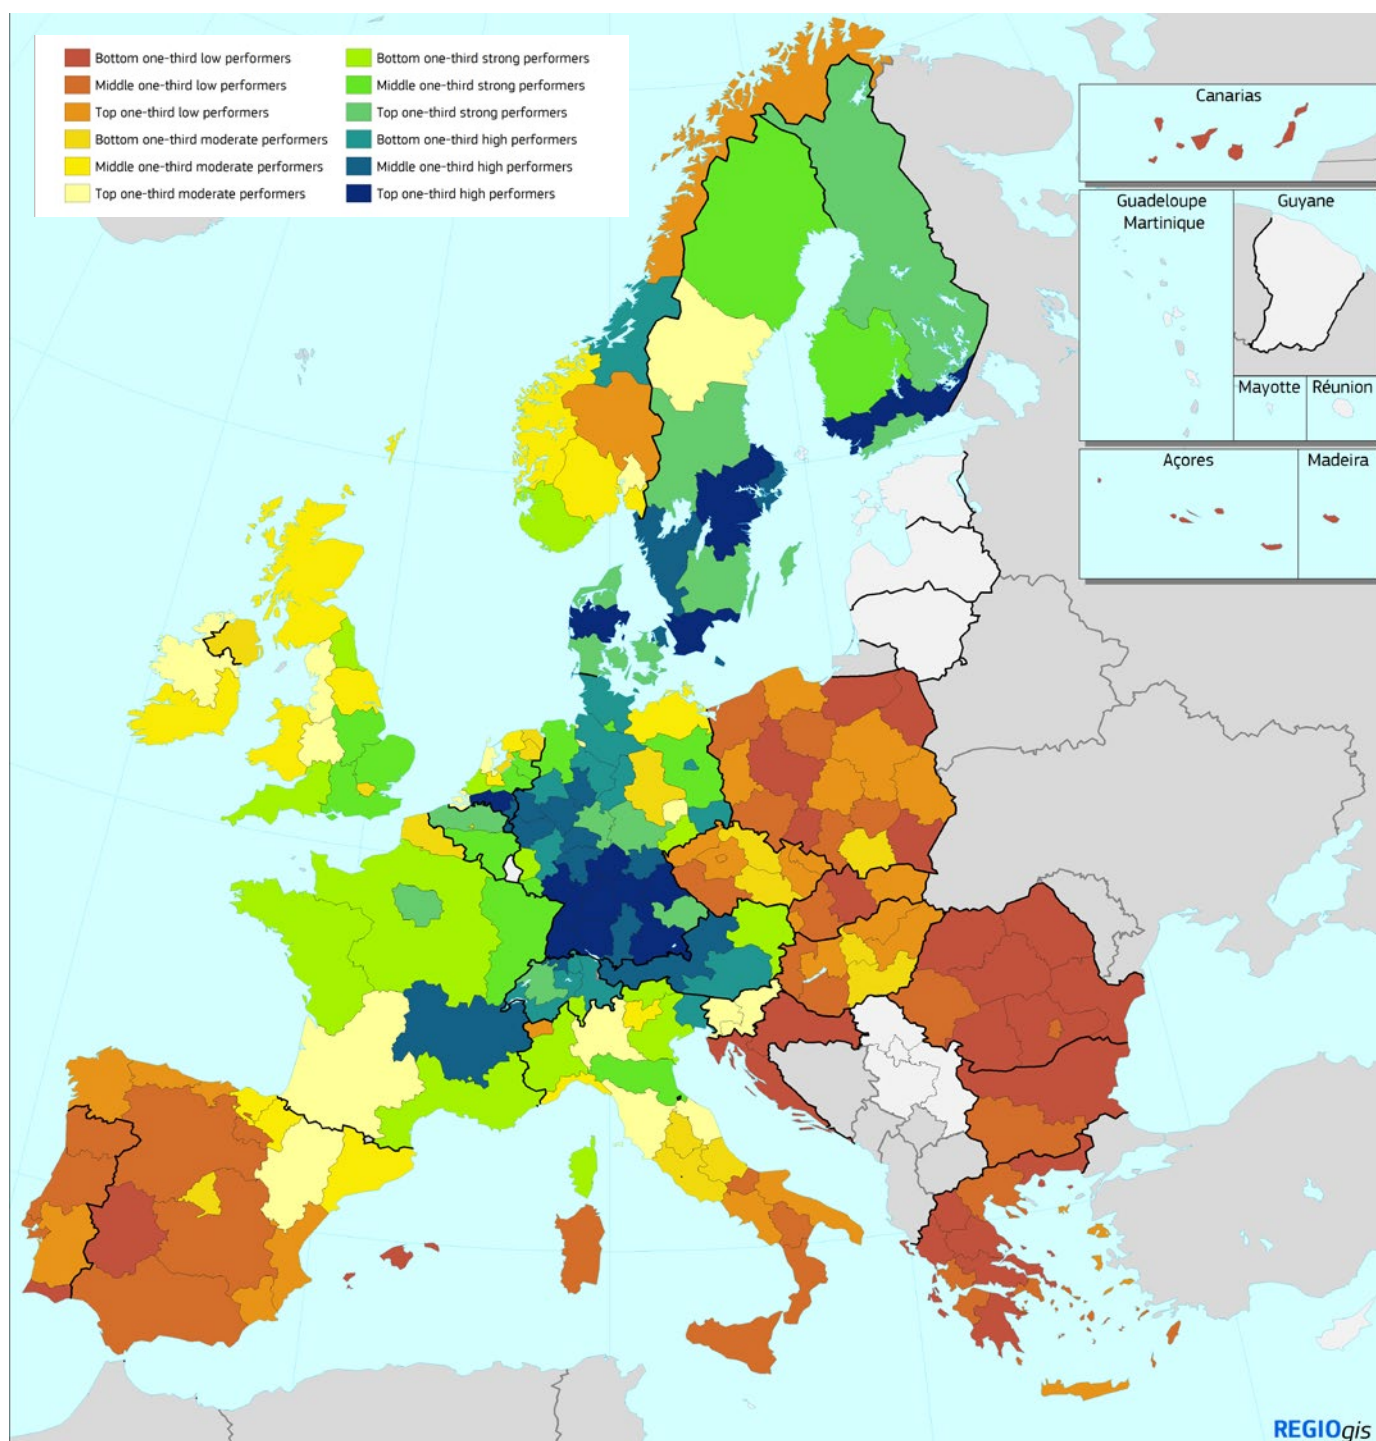 Bottom one-third low performers
Middle one-third low performers
Top one-third low performers
Bottom one-third moderate performers
Middle one-third moderate performers
Top one-third moderate performers
Bottom one-third strong performers
Middle one-third strong performers
Top one-third strong performers
Bottom one-third high performers
Middle one-third high performers
Top one-third high performers
Canarias
Guadeloupe
Martinique
Guyane
Mayotte
Réunion
Açores
Madeira
REGIOgis